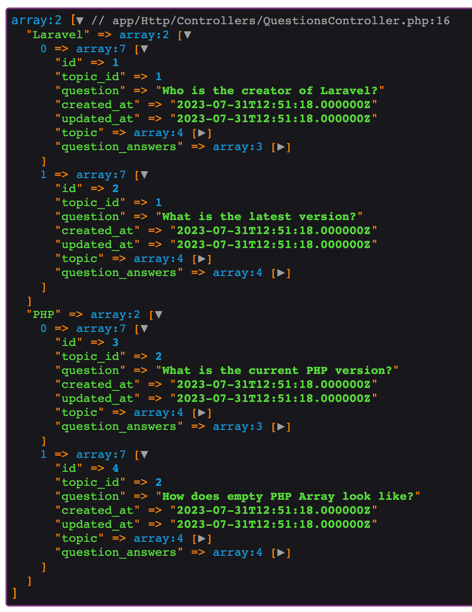 array:2 [▼ // app/Http/Controllers/QuestionsController.php:16
"Laravel" => array:2 [▼
0 => array:7 [▼
"id" => 1
"topic_id" => 1
"question" => "Who is the creator of Laravel?"
"created_at" => "2023-07-31T12:51:18.000000Z"
"updated_at" => "2023-07-31T12:51:18.000000Z"
"topic" => array:4 [▶]
"question_answers" => array:3 [▶]
]
1 => array:7 [▼
"id" => 2
"topic_id" => 1
"question" => "What is the latest version?"
"created_at" => "2023-07-31T12:51:18.000000Z"
"updated_at" => "2023-07-31T12:51:18.000000Z"
"topic" => array:4 [▶]
"question_answers" => array:4 [▶]
]
]
"PHP" => array:2 [▼
0 => array:7 [▼
"id" => 3
"topic_id" => 2
"question" => "What is the current PHP version?"
"created_at" => "2023-07-31T12:51:18.000000Z"
"updated_at" => "2023-07-31T12:51:18.000000Z"
"topic" => array:4 [▶]
"question_answers" => array:3 [▶]
]
1 => array:7 [▼
"id" => 4
"topic_id" => 2
"question" => "How does empty PHP Array look like?"
"created_at" => "2023-07-31T12:51:18.000000Z"
"updated_at" => "2023-07-31T12:51:18.000000Z"
"topic" => array:4 [▶]
"question_answers" => array:4 [▶]
]
]
]